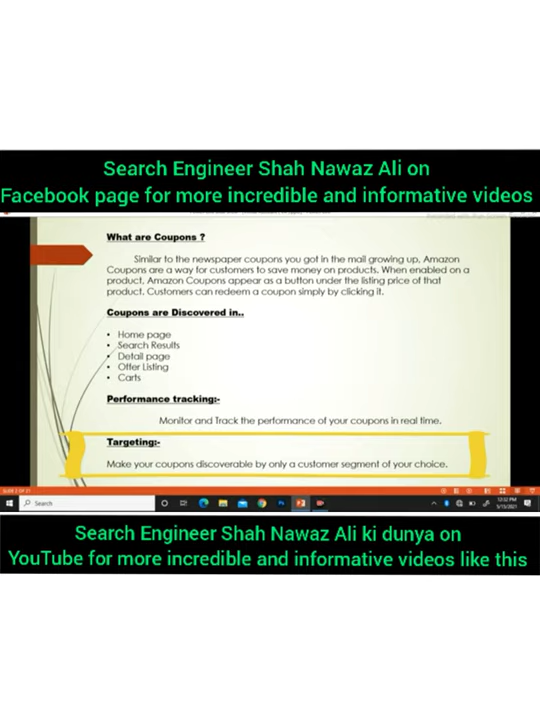 Search Engineer Shah Nawaz Ali on
Facebook page for more incredible and informative videos
What are Coupons ?
Similar to the newspaper coupons you got in the mail growing up, Amazon
Coupons are a way for customers to save money on products. When enabled on a
product, Amazon Coupons appear as a button under the listing price of that
product. Customers can redeem a coupon simply by clicking it.
Coupons are Discovered in..
• Home page
• Search Results
• Detail page
• Offer Listing
• Carts
Performance tracking:-
Monitor and Track the performance of your coupons in real time.
Targeting:-
Make your coupons discoverable by only a customer segment of your choice.
Search
12:02 PM
5/15/2021
Search Engineer Shah Nawaz Ali ki dunya on
YouTube for more incredible and informative videos like this